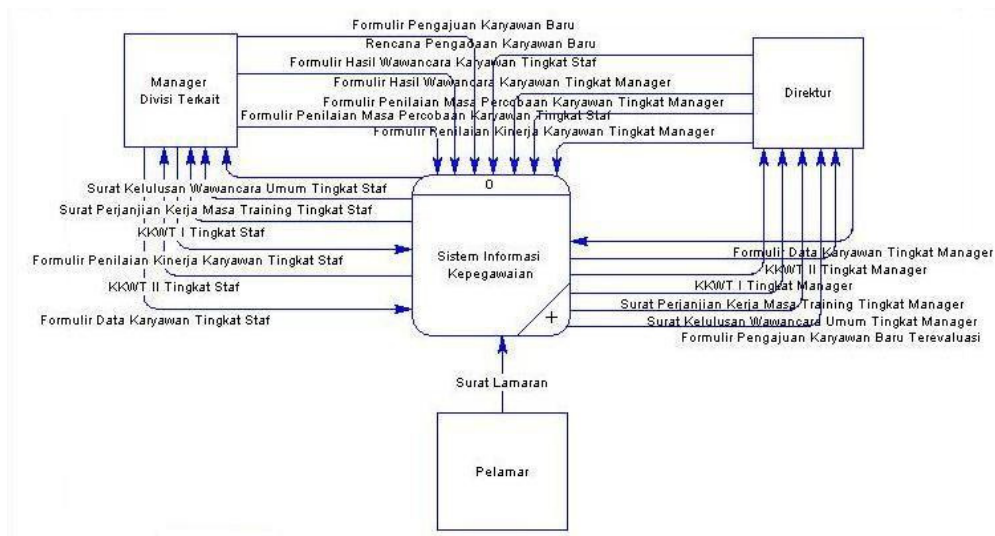 Formulir Pengajuan Karyawan Baru
Rencana Pengadaan Karyawan Baru
Formulir Hasil Wawancara Karyawan Tingkat Staf
Formulir Hasil Wawancara Karyawan Tingkat Manager
Formulir Penilaian Masa Percobaan Karyawan Tingkat Manager
Formulir Penilaian Masa Percobaan Karyawan Tingkat Staf
Formulir Penilaian Kinerja Karyawan Tingkat Manager
Manager
Divisi Terkait
Direktur
0
Sistem Informasi
Kepegawaian
+
Surat Kelulusan Wawancara Umum Tingkat Staf
Surat Perjanjian Kerja Masa Training Tingkat Staf
KKWT I Tingkat Staf
Formulir Penilaian Kinerja Karyawan Tingkat Staf
KKWT II Tingkat Staf
Formulir Data Karyawan Tingkat Staf
Formulir Data Karyawan Tingkat Manager
KKWT II Tingkat Manager
KKWT I Tingkat Manager
Surat Perjanjian Kerja Masa Training Tingkat Manager
Surat Kelulusan Wawancara Umum Tingkat Manager
Formulir Pengajuan Karyawan Baru Terevaluasi
Surat Lamaran
Pelamar